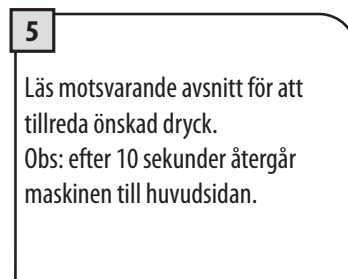 5
Läs motsvarande avsnitt för att
tillreda önskad dryck.
Obs: efter 10 sekunder återgår
maskinen till huvudsidan.